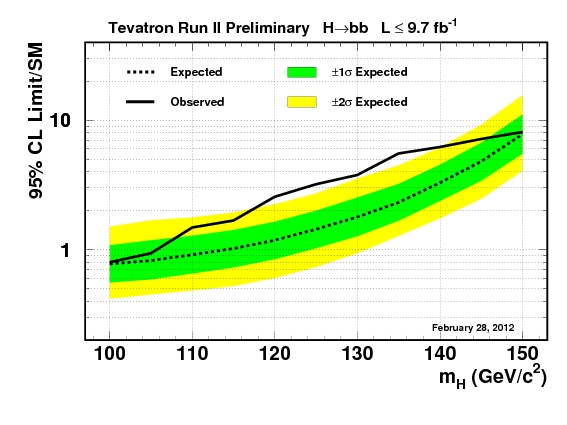 Tevatron Run II Preliminary H→bb L ≤ 9.7 fb⁻¹
95% CL Limit/SM
Expected
±1σ Expected
Observed
±2σ Expected
10
1
February 28, 2012
100 110 120 130 140 150
m_H (GeV/c²)